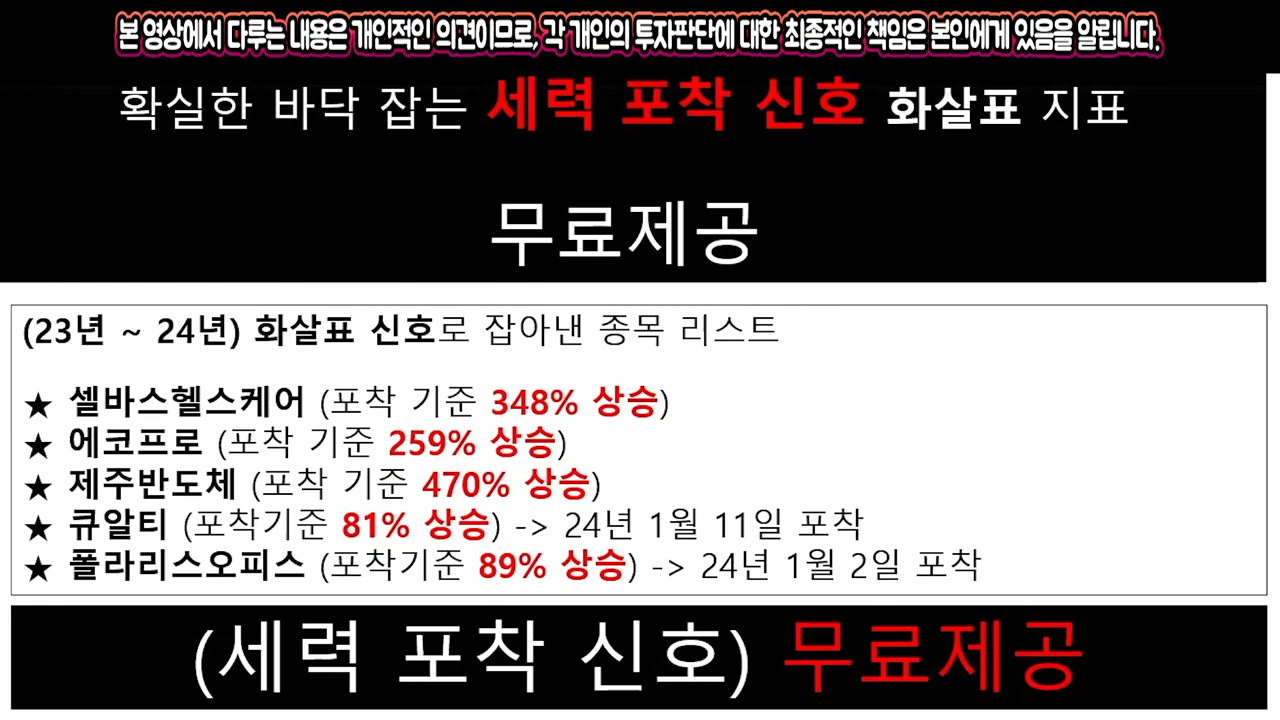 본 영상에서 다루는 내용은 개인적인 의견이므로, 각 개인의 투자판단에 대한 최종적인 책임은 본인에게 있음을 알립니다.
확실한 바닥 잡는 세력 포착 신호 화살표 지표
무료제공
(23년 ~ 24년) 화살표 신호로 잡아낸 종목 리스트
★ 셀바스헬스케어 (포착 기준 348% 상승)
★ 에코프로 (포착 기준 259% 상승)
★ 제주반도체 (포착 기준 470% 상승)
★ 큐알티 (포착기준 81% 상승) -> 24년 1월 11일 포착
★ 폴라리스오피스 (포착기준 89% 상승) -> 24년 1월 2일 포착
(세력 포착 신호) 무료제공